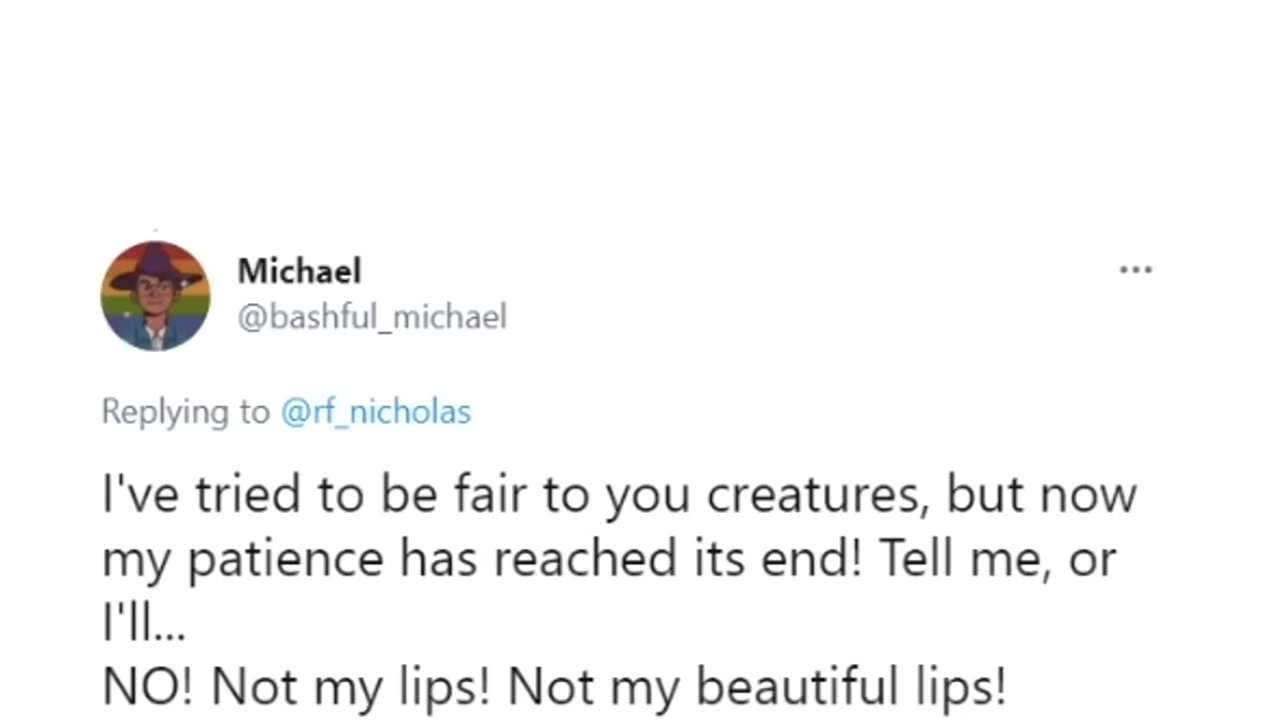 Michael
@bashful_michael
Replying to @rf_nicholas
I've tried to be fair to you creatures, but now
my patience has reached its end! Tell me, or
I'll...
NO! Not my lips! Not my beautiful lips!